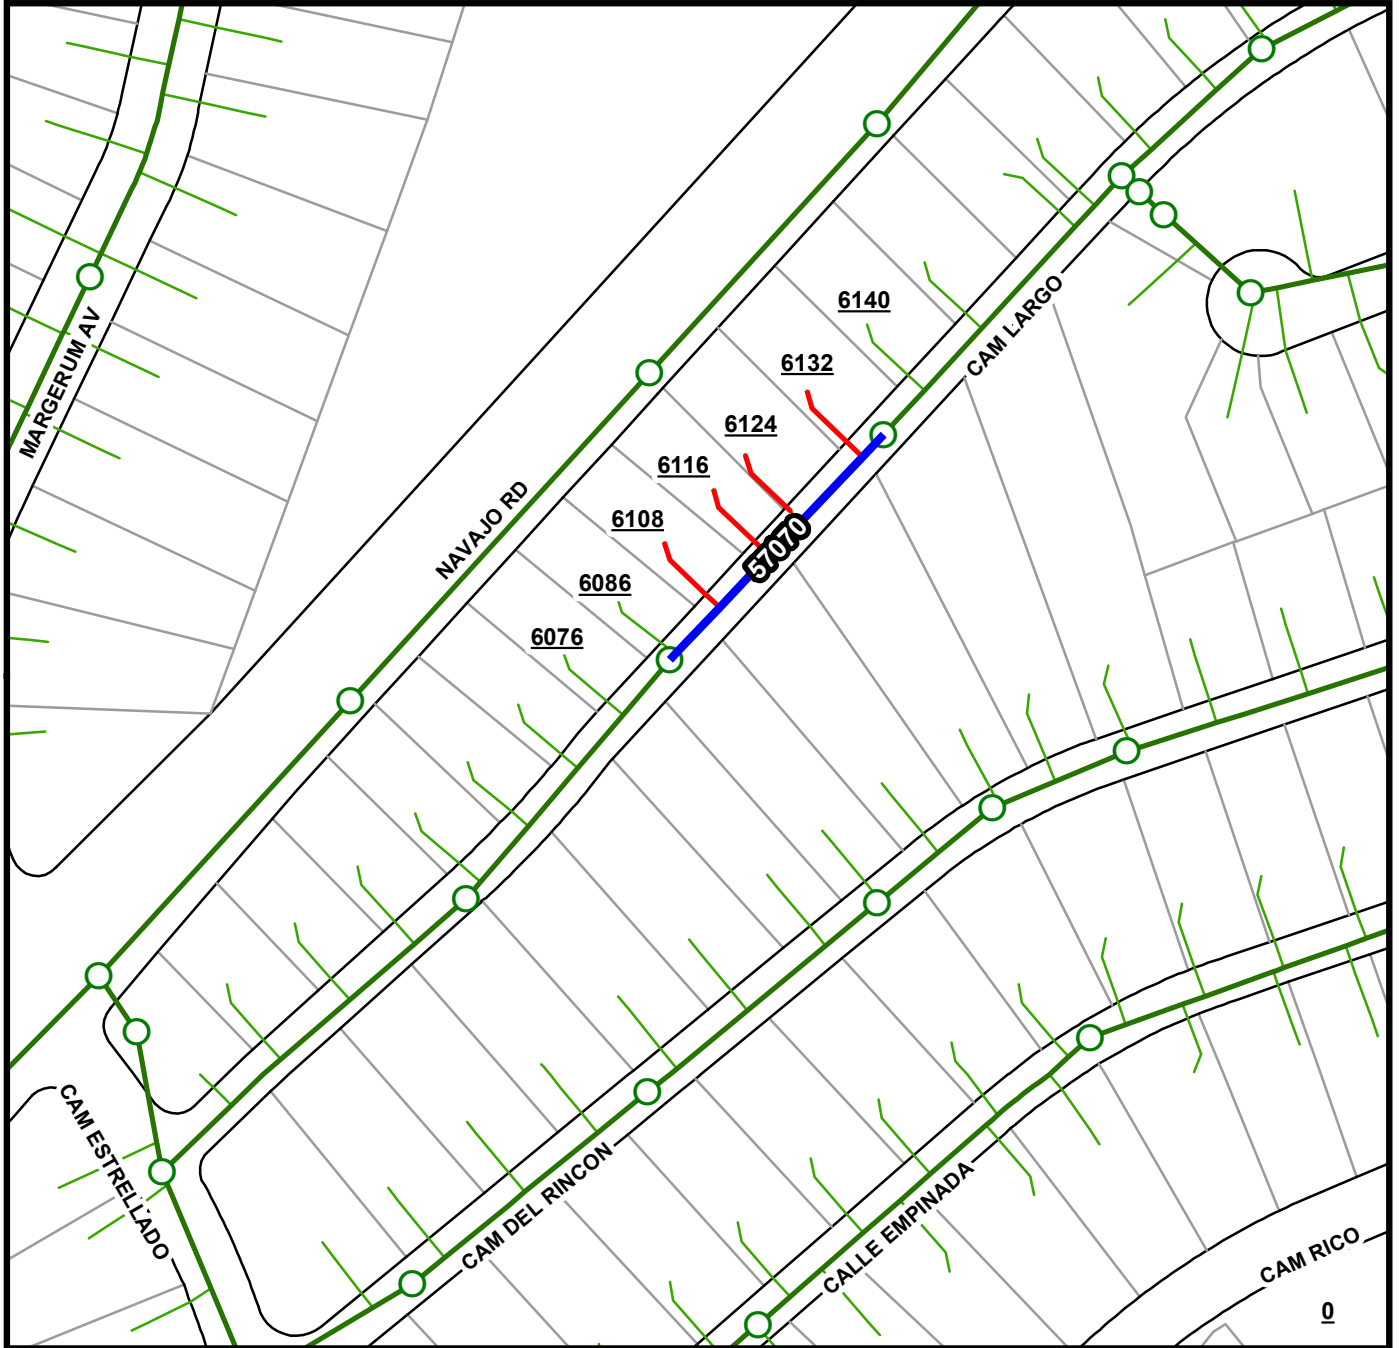 6140
CAM LARGO
6132
MARGERUM AV
6124
6116
NAVAJO RD
6108
57070
6086
6076
CAM ESTRELLADO
CAM DEL RINCON
CALLE EMPINADA
CAM RICO
0